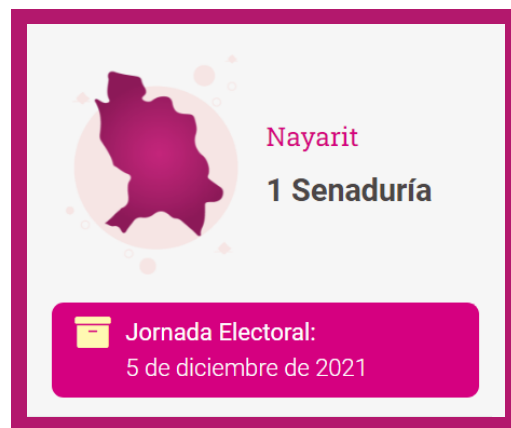 Nayarit
1 Senaduría
Jornada Electoral:
5 de diciembre de 2021